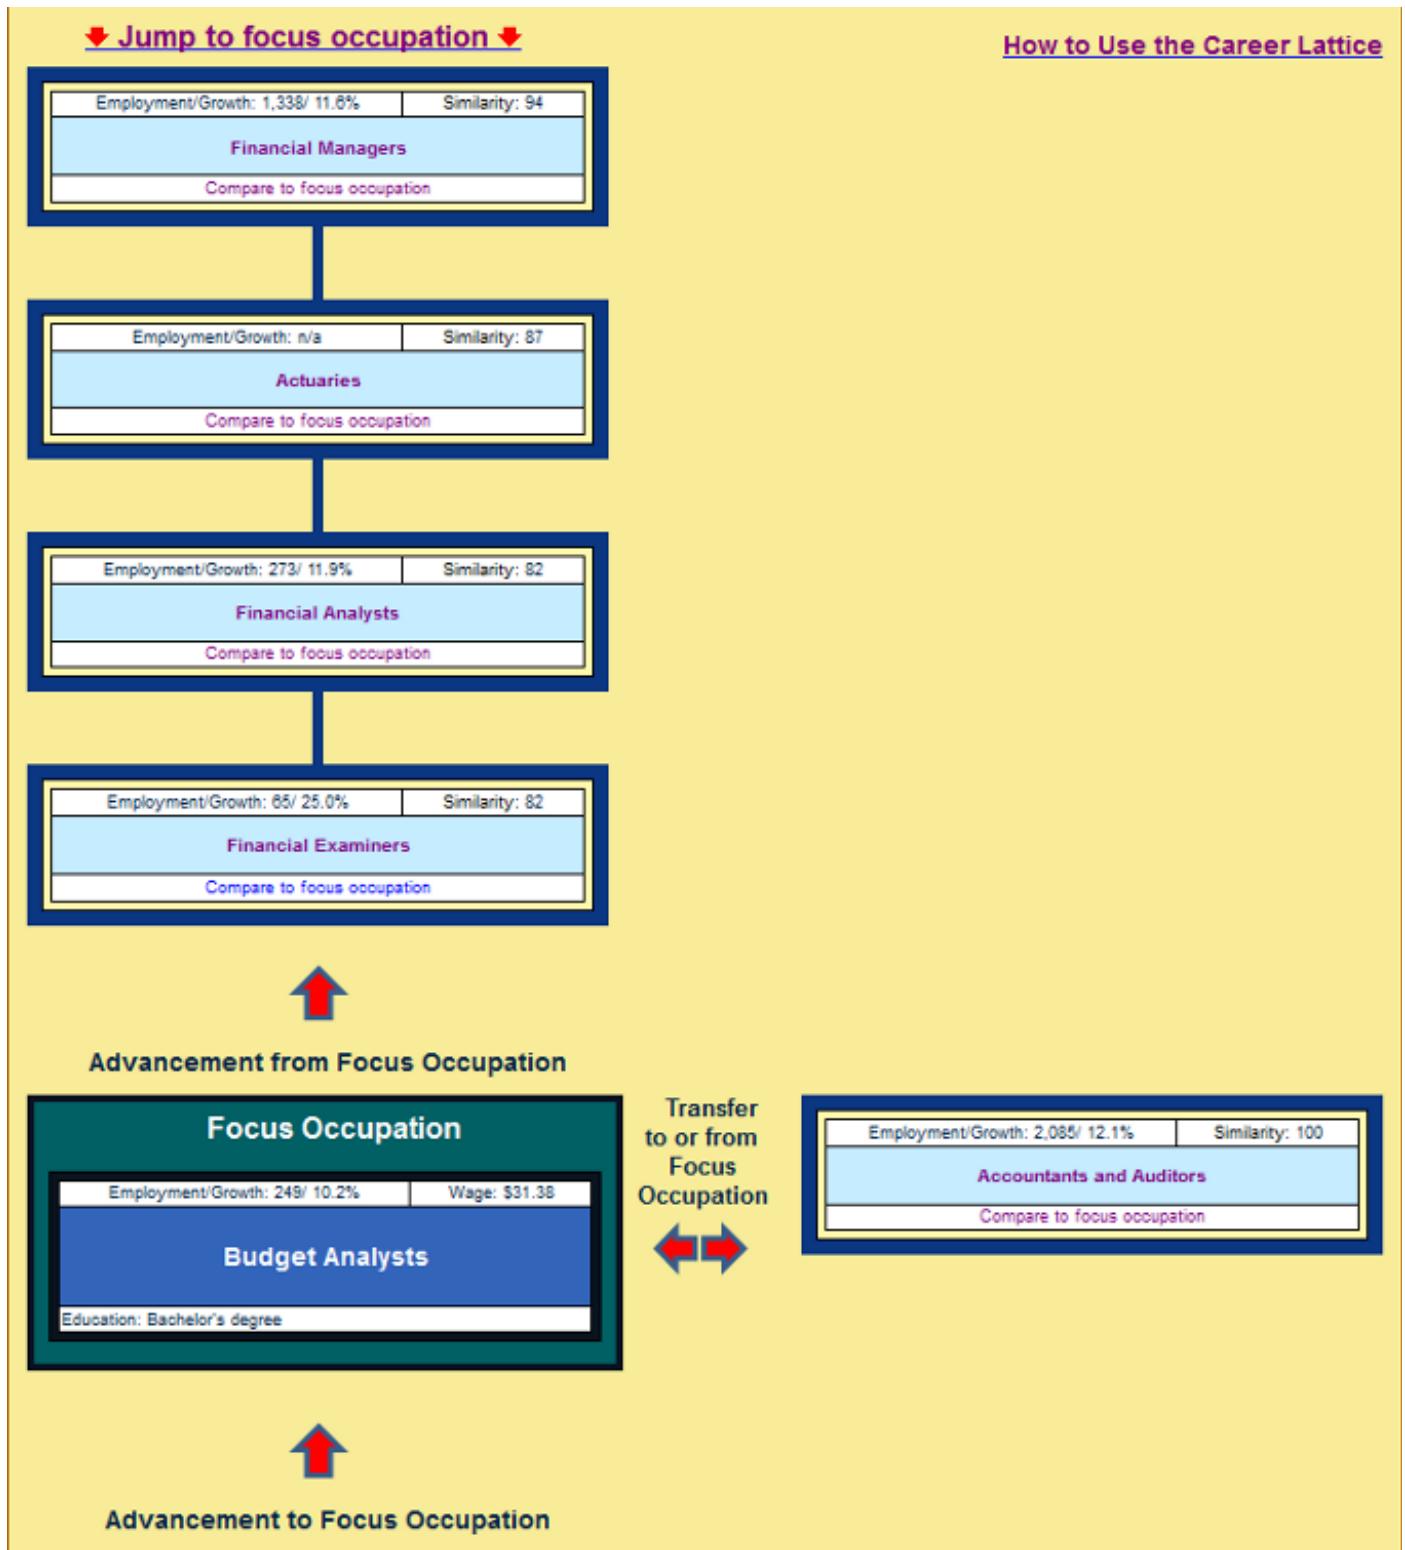 Jump to focus occupation
How to Use the Career Lattice
Employment/Growth: 1,338/ 11.6% Similarity: 94
Financial Managers
Compare to focus occupation
Employment/Growth: n/a Similarity: 87
Actuaries
Compare to focus occupation
Employment/Growth: 273/ 11.9% Similarity: 82
Financial Analysts
Compare to focus occupation
Employment/Growth: 65/ 25.0% Similarity: 82
Financial Examiners
Compare to focus occupation
Advancement from Focus Occupation
Focus Occupation
Employment/Growth: 249/ 10.2% Wage: $31.38
Budget Analysts
Education: Bachelor's degree
Transfer
to or from
Focus
Occupation
Employment/Growth: 2,085/ 12.1% Similarity: 100
Accountants and Auditors
Compare to focus occupation
Advancement to Focus Occupation